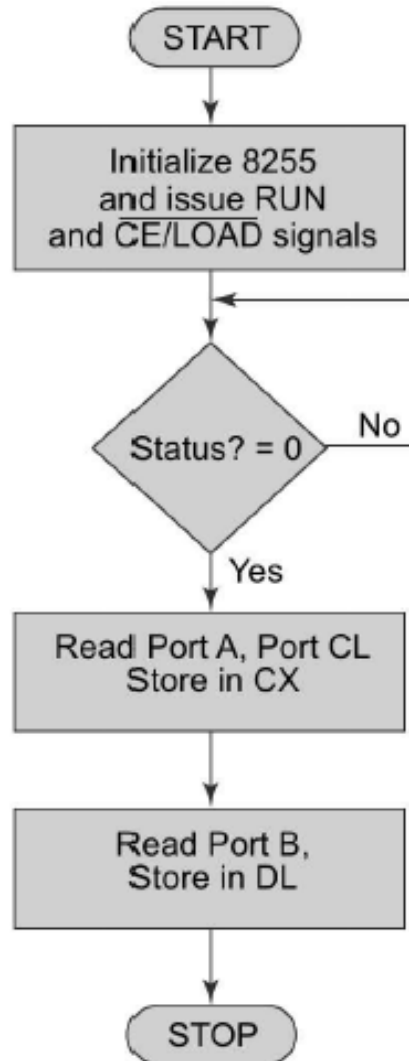 START
Initialize 8255
and issue RUN
and CE/LOAD signals
Status? = 0
No
Yes
Read Port A, Port CL
Store in CX
Read Port B,
Store in DL
STOP